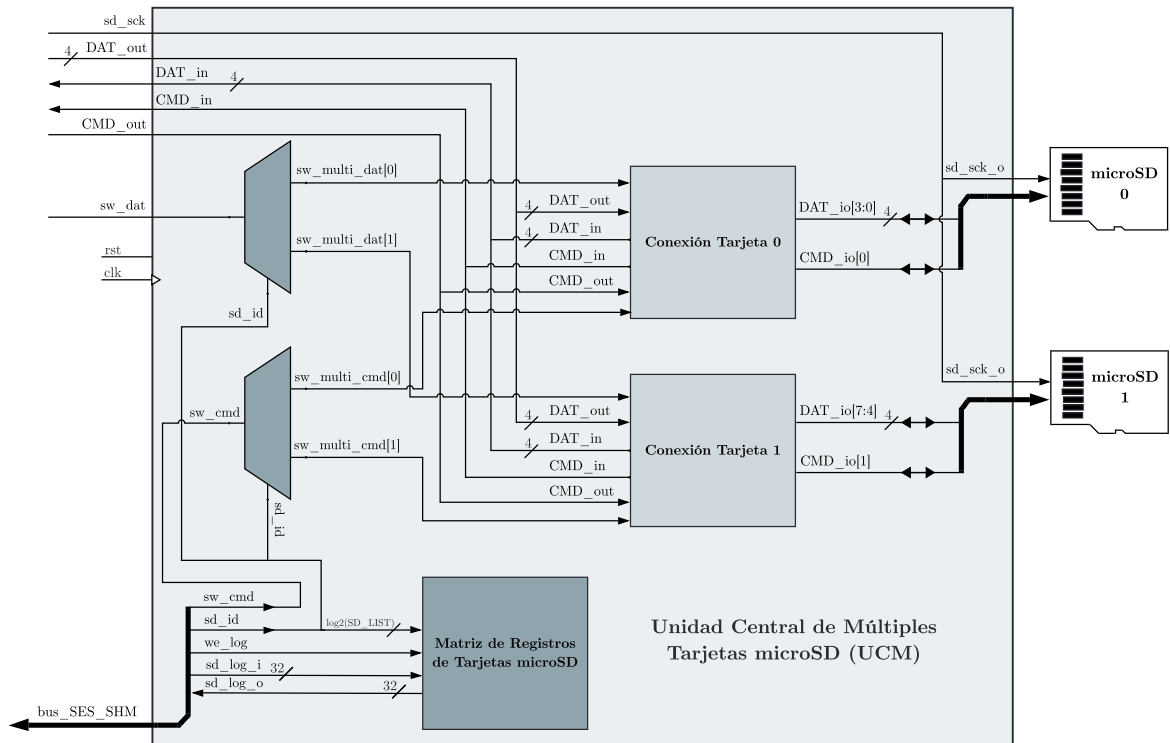 sd_sck
4 DAT_out
DAT_in 4
CMD_in
CMD_out
sw_multi_dat[0]
sd_sck_o
microSD
0
sw_dat
4 DAT_out
DAT_io[3:0] 4
4 DAT_in
Conexión Tarjeta 0
sw_multi_dat[1]
rst
CMD_in
CMD_io[0]
clk
CMD_out
sd_id
sw_multi_cmd[0]
sd_sck_o
microSD
1
sw_cmd
4 DAT_out
DAT_io[7:4] 4
4 DAT_in
Conexión Tarjeta 1
sw_multi_cmd[1]
CMD_in
CMD_io[1]
CMD_out
sd_id
sw_cmd
sd_id
log2(SD_LIST)
we_log
sd_log_i 32
sd_log_o 32
Matriz de Registros
de Tarjetas microSD
Unidad Central de Múltiples
Tarjetas microSD (UCM)
bus_SES_SHM